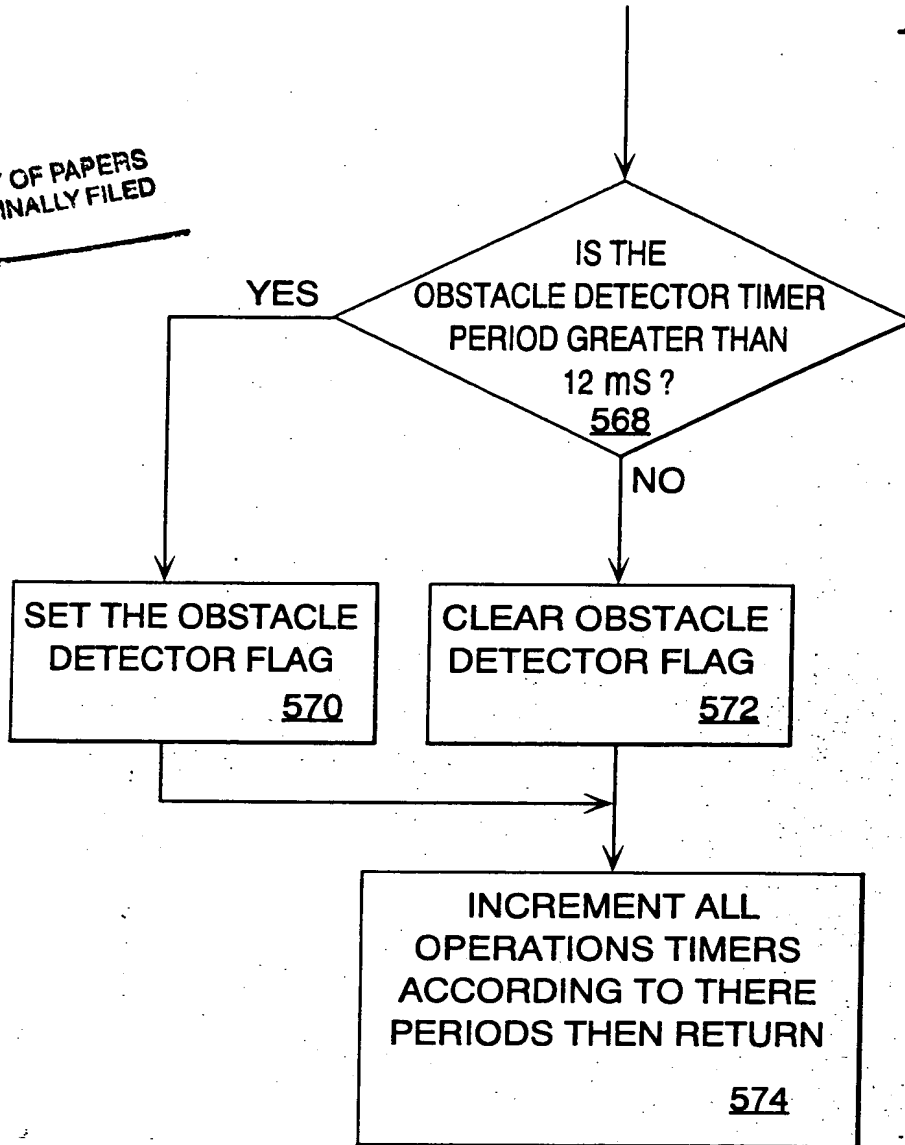 OF PAPERS
INALLY FILED
IS THE
OBSTACLE DETECTOR TIMER
PERIOD GREATER THAN
12 mS ?
568
YES
NO
SET THE OBSTACLE
DETECTOR FLAG
570
CLEAR OBSTACLE
DETECTOR FLAG
572
INCREMENT ALL
OPERATIONS TIMERS
ACCORDING TO THERE
PERIODS THEN RETURN
574